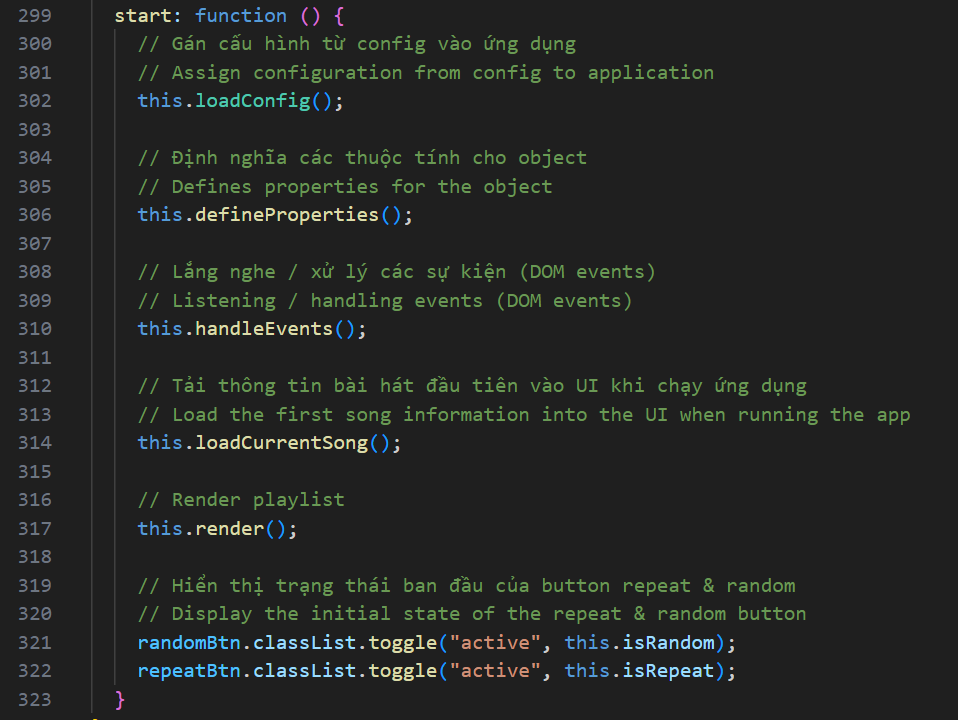 299 start: function () {
300 // Gán cấu hình từ config vào ứng dụng
301 // Assign configuration from config to application
302 this.loadConfig();
303
304 // Định nghĩa các thuộc tính cho object
305 // Defines properties for the object
306 this.defineProperties();
307
308 // Lắng nghe / xử lý các sự kiện (DOM events)
309 // Listening / handling events (DOM events)
310 this.handleEvents();
311
312 // Tải thông tin bài hát đầu tiên vào UI khi chạy ứng dụng
313 // Load the first song information into the UI when running the app
314 this.loadCurrentSong();
315
316 // Render playlist
317 this.render();
318
319 // Hiển thị trạng thái ban đầu của button repeat & random
320 // Display the initial state of the repeat & random button
321 randomBtn.classList.toggle("active", this.isRandom);
322 repeatBtn.classList.toggle("active", this.isRepeat);
323 }